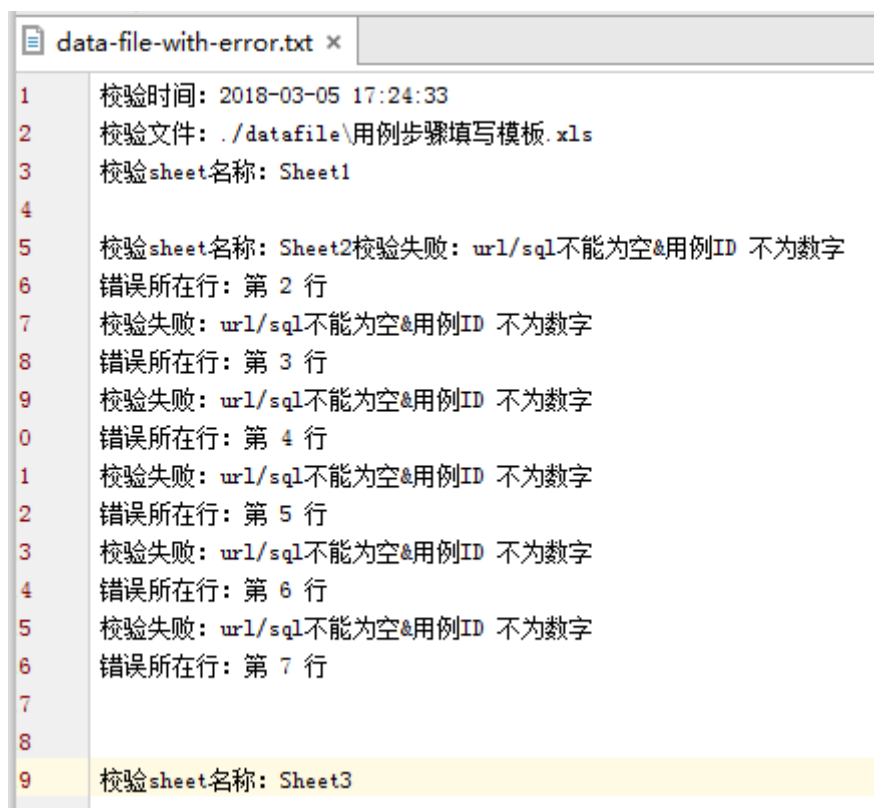 data-file-with-error.txt ×
1 校验时间：2018-03-05 17:24:33
2 校验文件：./datafile\用例步骤填写模板.xls
3 校验sheet名称：Sheet1
4
5 校验sheet名称：Sheet2校验失败：url/sql不能为空&用例ID 不为数字
6 错误所在行：第 2 行
7 校验失败：url/sql不能为空&用例ID 不为数字
8 错误所在行：第 3 行
9 校验失败：url/sql不能为空&用例ID 不为数字
0 错误所在行：第 4 行
1 校验失败：url/sql不能为空&用例ID 不为数字
2 错误所在行：第 5 行
3 校验失败：url/sql不能为空&用例ID 不为数字
4 错误所在行：第 6 行
5 校验失败：url/sql不能为空&用例ID 不为数字
6 错误所在行：第 7 行
7
8
9 校验sheet名称：Sheet3